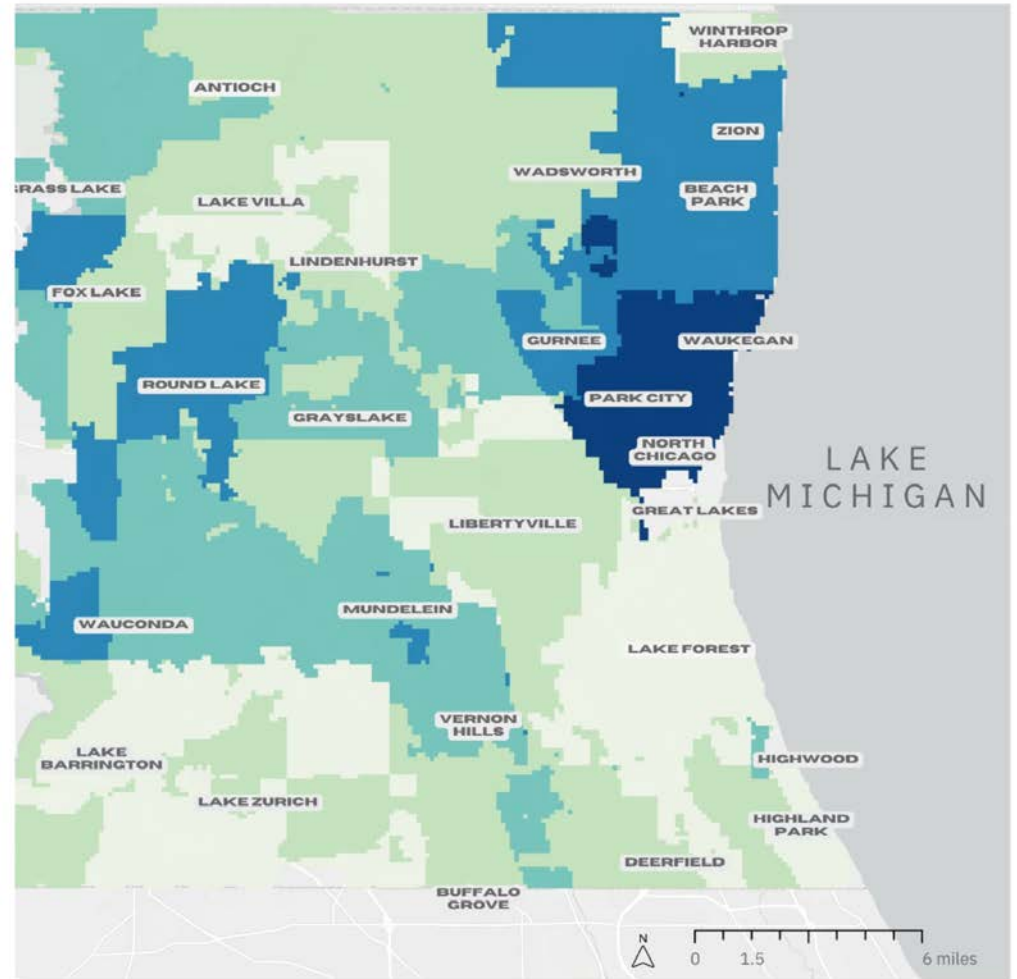 WINTHROP
HARBOR
ANTIOCH
ZION
WADSWORTH
GRASS LAKE
BEACH
PARK
LAKE VILLA
LINDENHURST
FOX LAKE
GURNEE
WAUKEGAN
ROUND LAKE
PARK CITY
GRAYSLAKE
NORTH
CHICAGO
LAKE
MICHIGAN
GREAT LAKES
LIBERTYVILLE
MUNDELEIN
WAUCONDA
LAKE FOREST
VERNON
HILLS
LAKE
BARRINGTON
HIGHWOOD
LAKE ZURICH
HIGHLAND
PARK
DEERFIELD
BUFFALO
GROVE
N
0 1.5 6 miles